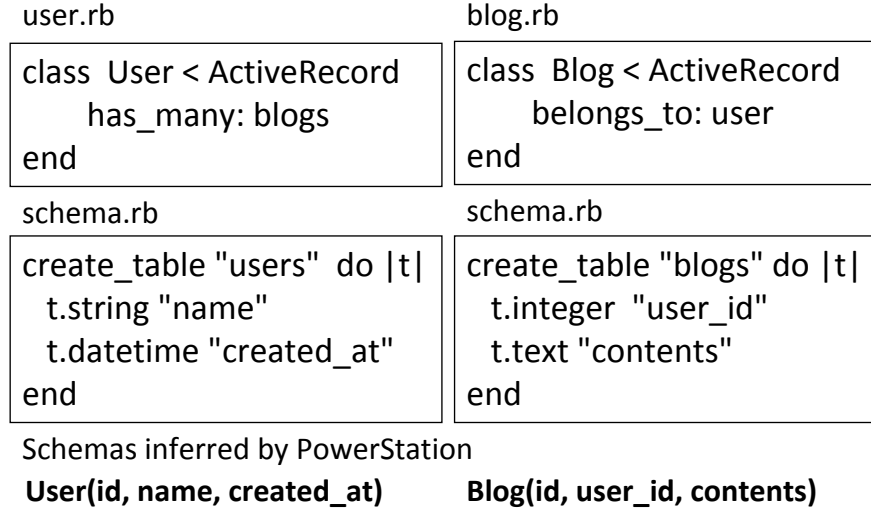 user.rb
class User < ActiveRecord
has_many: blogs
end
schema.rb
create_table "users" do |t|
t.string "name"
t.datetime "created_at"
end
blog.rb
class Blog < ActiveRecord
belongs_to: user
end
schema.rb
create_table "blogs" do |t|
t.integer "user_id"
t.text "contents"
end
Schemas inferred by PowerStation
User(id, name, created_at)
Blog(id, user_id, contents)